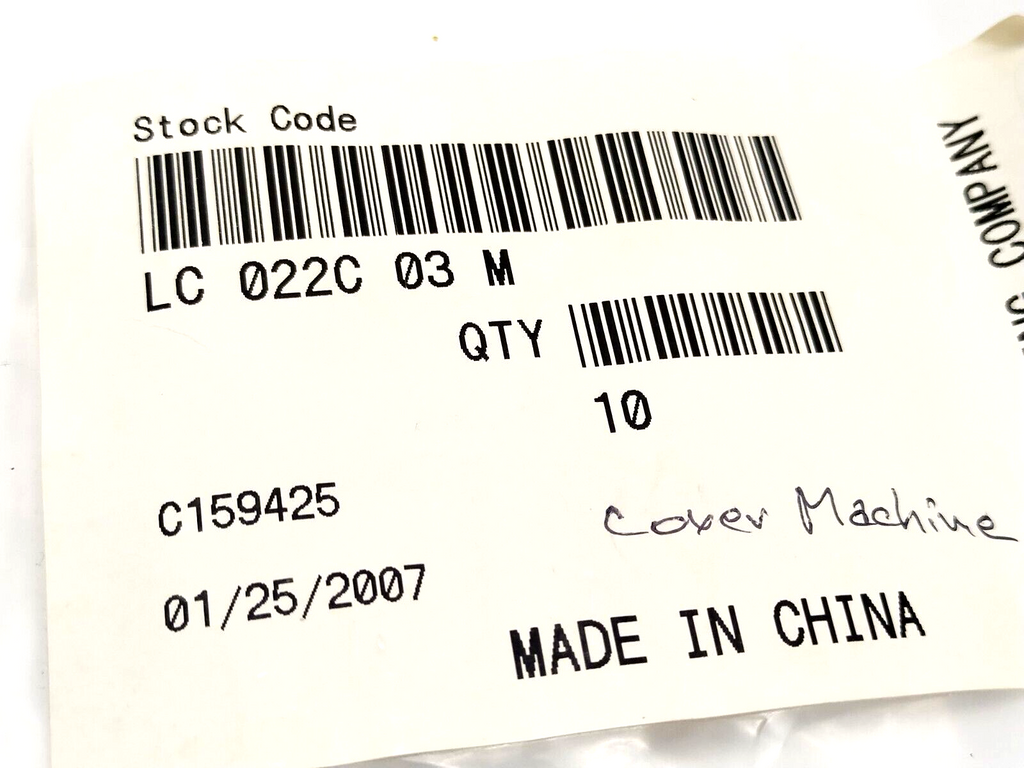 Stock Code
LC 022C 03 M
QTY
10
C159425
Cover Machine
01/25/2007
MADE IN CHINA
COMPANY